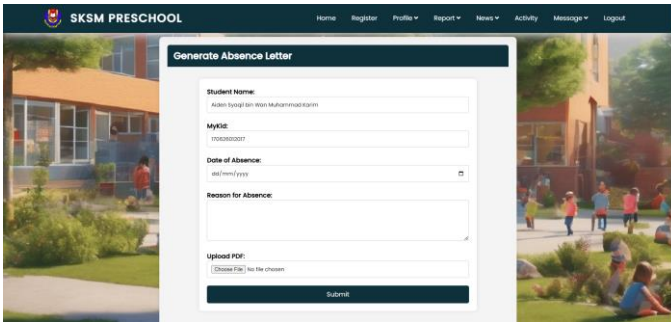 SKSM PRESCHOOL
Home Register Profile Report News Activity Message Logout
Generate Absence Letter
Student Name:
Aiden Syaqil bin Wan Muhammad Karim
MyKid:
Date of Absence:
dd/mm/yyyy
Reason for Absence:
Upload PDF:
Choose File No file chosen
Submit